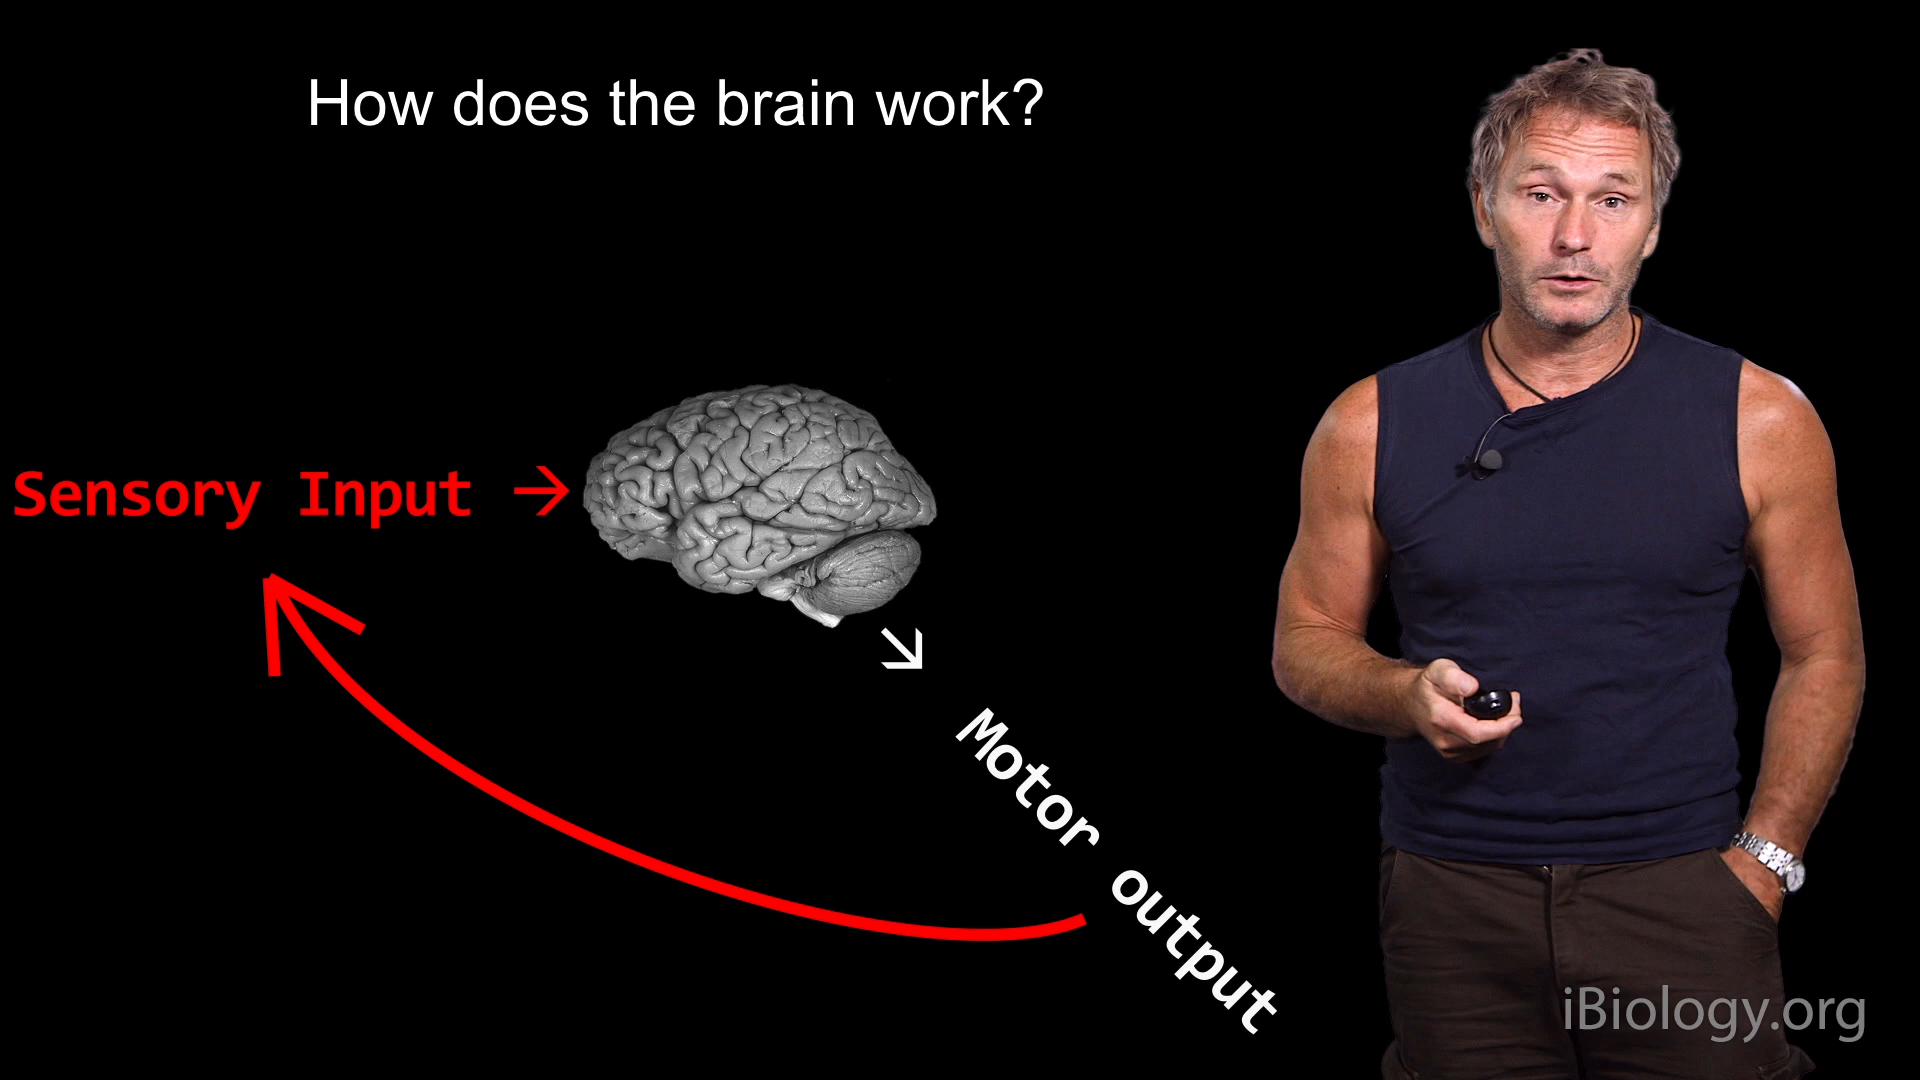 How does the brain work?
Sensory Input →
→ Motor output
iBiology.org